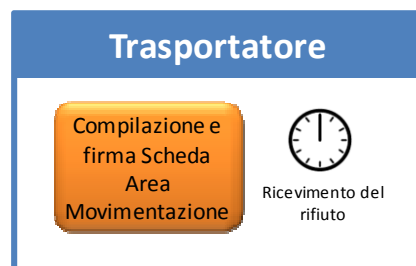 Trasportatore
Compilazione e
firma Scheda
Area
Movimentazione
Ricevimento del
rifiuto